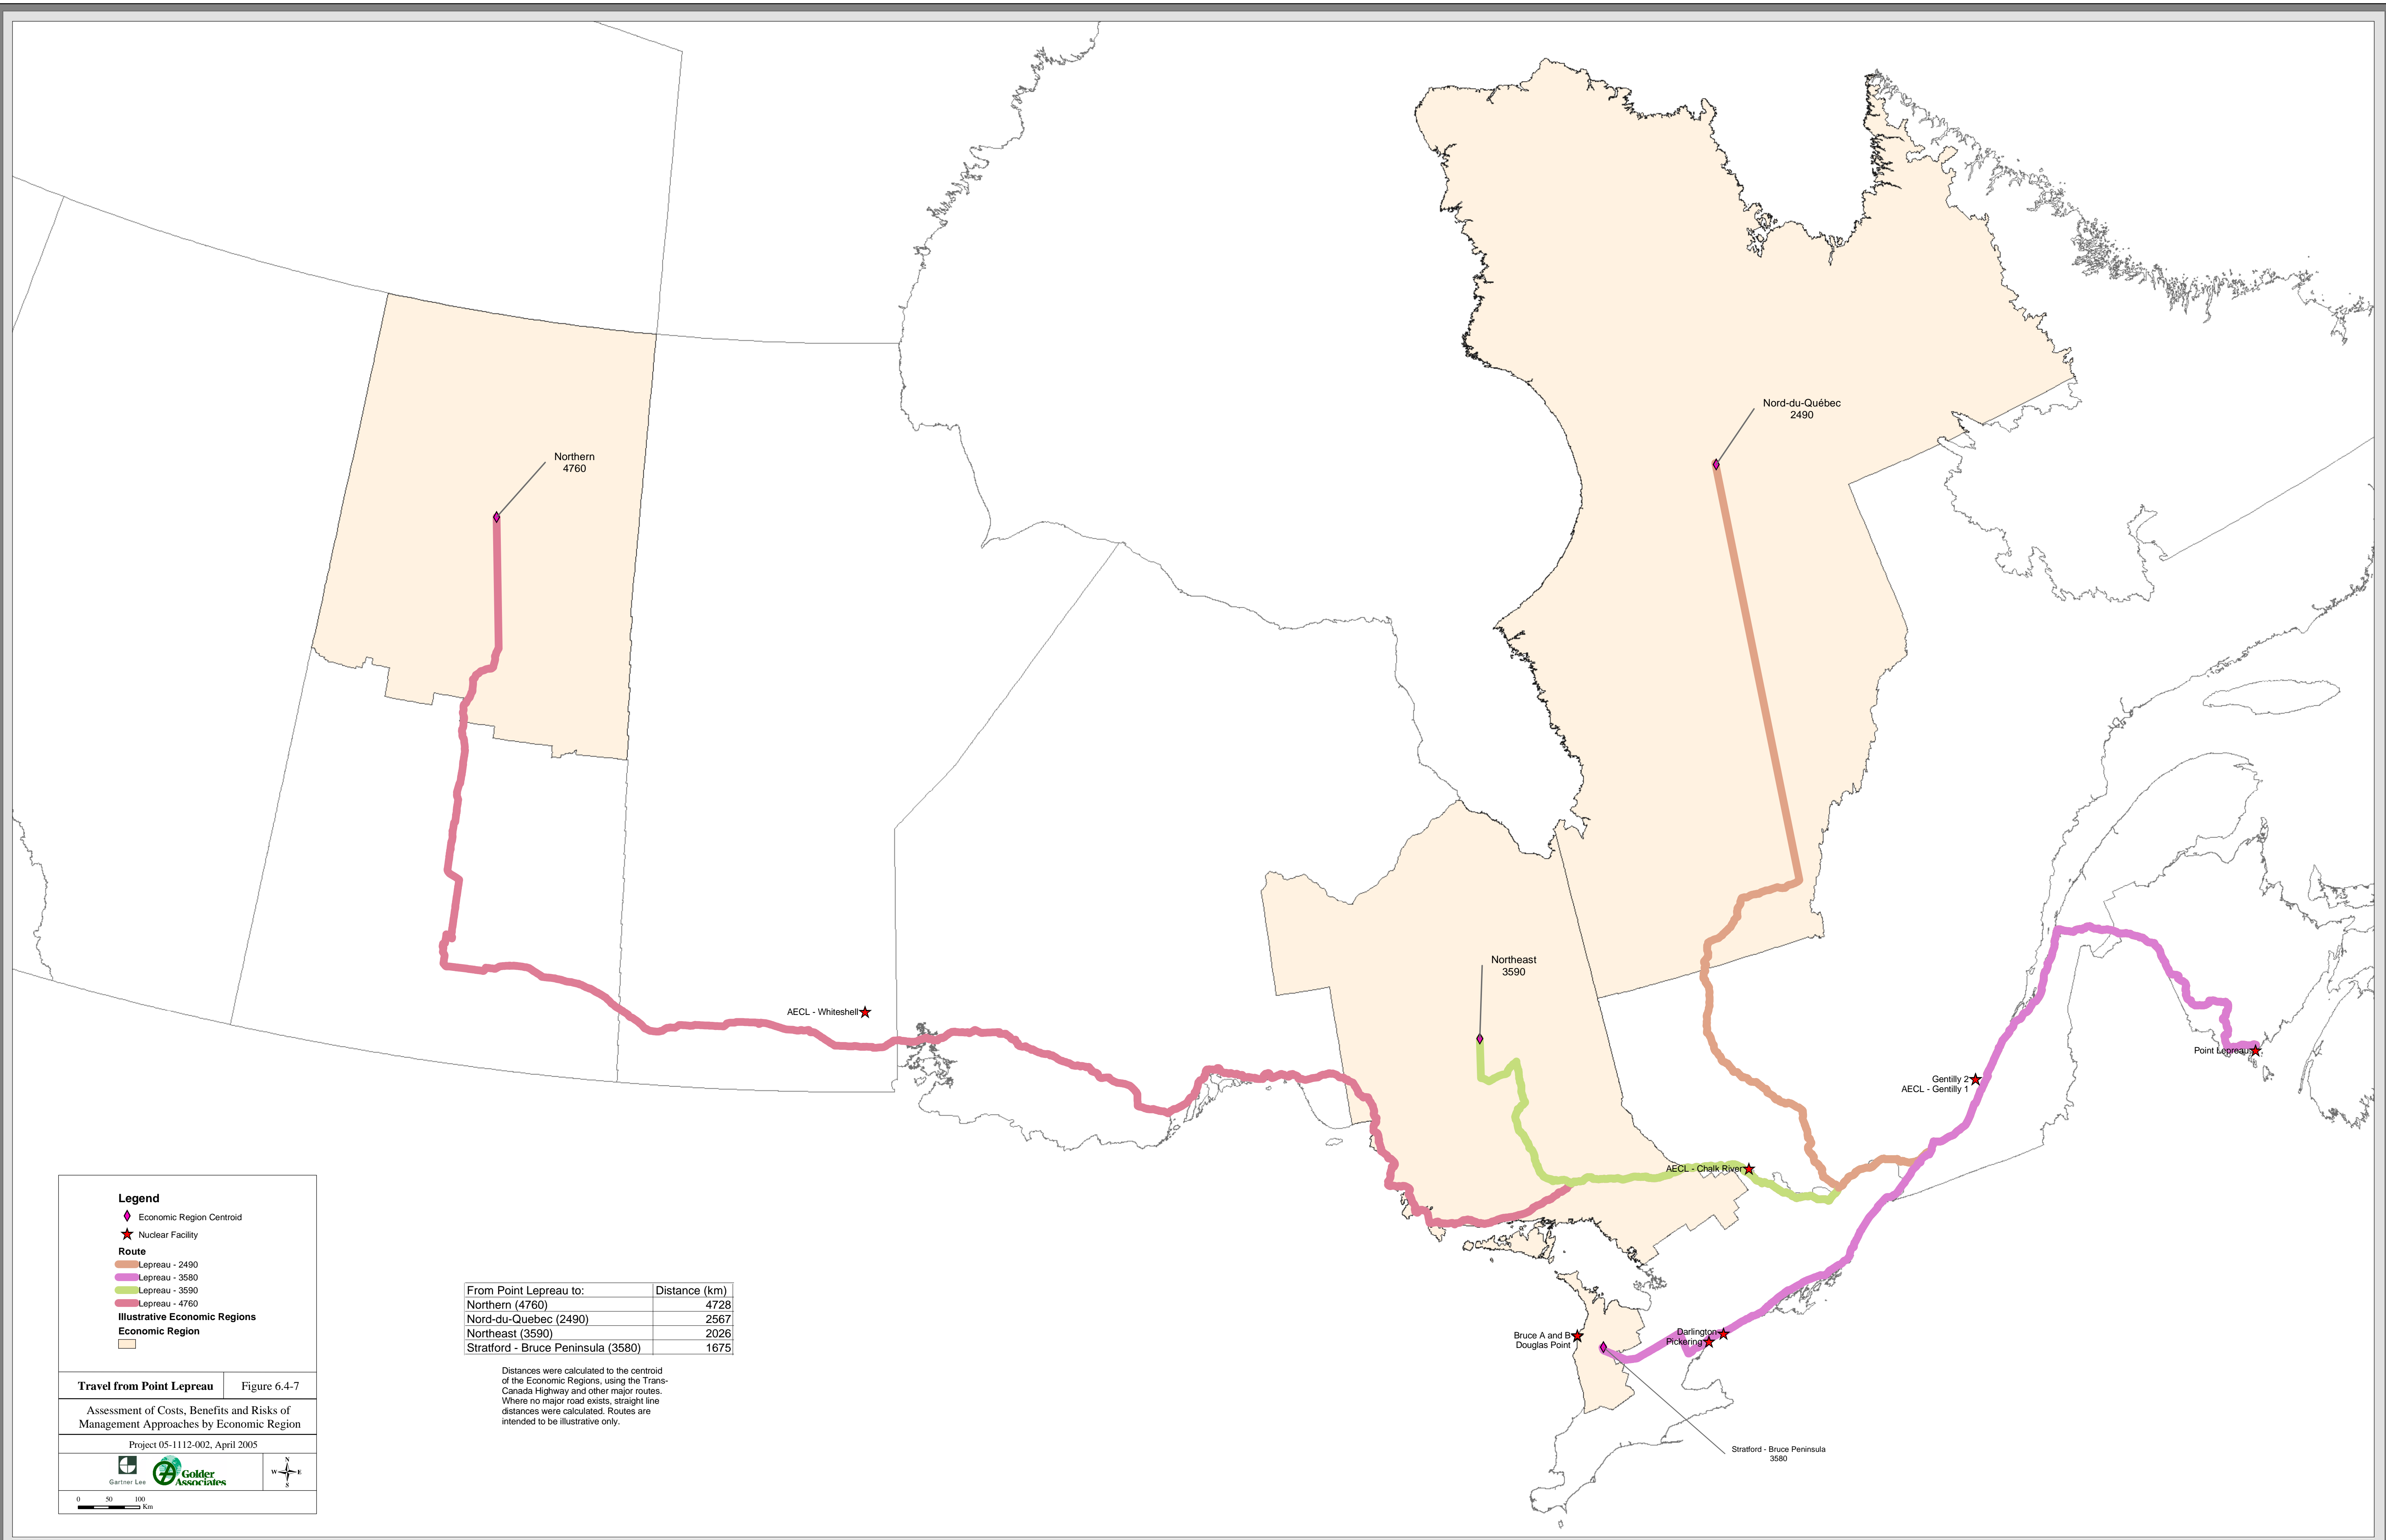 Nord-du-Québec
2490
Northern
4760
Northeast
3590
AECL - Whiteshell
Point Lepreau
Gentilly 2
AECL - Gentilly 1
AECL - Chalk River
Darlington
Pickering
Bruce A and B
Douglas Point
Stratford - Bruce Peninsula
3580
Legend
Economic Region Centroid
Nuclear Facility
Route
Lepreau - 2490
Lepreau - 3580
Lepreau - 3590
Lepreau - 4760
Illustrative Economic Regions
Economic Region
Travel from Point Lepreau Figure 6.4-7
Assessment of Costs, Benefits and Risks of
Management Approaches by Economic Region
Project 05-1112-002, April 2005
Gartner Lee
Golder
Associates
N
W E
S
0 50 100
Km
From Point Lepreau to: Distance (km)
Northern (4760) 4728
Nord-du-Quebec (2490) 2567
Northeast (3590) 2026
Stratford - Bruce Peninsula (3580) 1675
Distances were calculated to the centroid
of the Economic Regions, using the Trans-
Canada Highway and other major routes.
Where no major road exists, straight line
distances were calculated. Routes are
intended to be illustrative only.